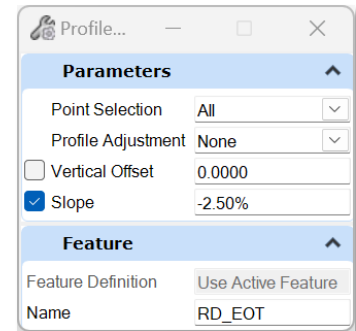 Profile...
Parameters
Point Selection All
Profile Adjustment None
Vertical Offset 0.0000
Slope -2.50%
Feature
Feature Definition Use Active Feature
Name RD_EOT